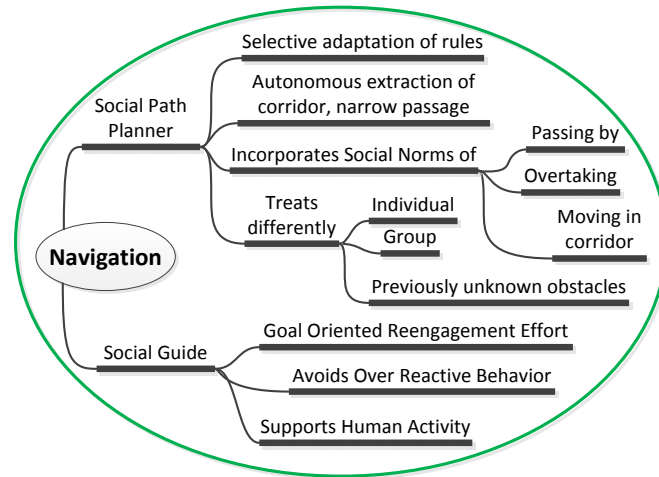 Selective adaptation of rules
Social Path
Planner
Autonomous extraction of
corridor, narrow passage
Incorporates Social Norms of
Passing by
Overtaking
Moving in
corridor
Treats
differently
Individual
Group
Previously unknown obstacles
Navigation
Social Guide
Goal Oriented Reengagement Effort
Avoids Over Reactive Behavior
Supports Human Activity